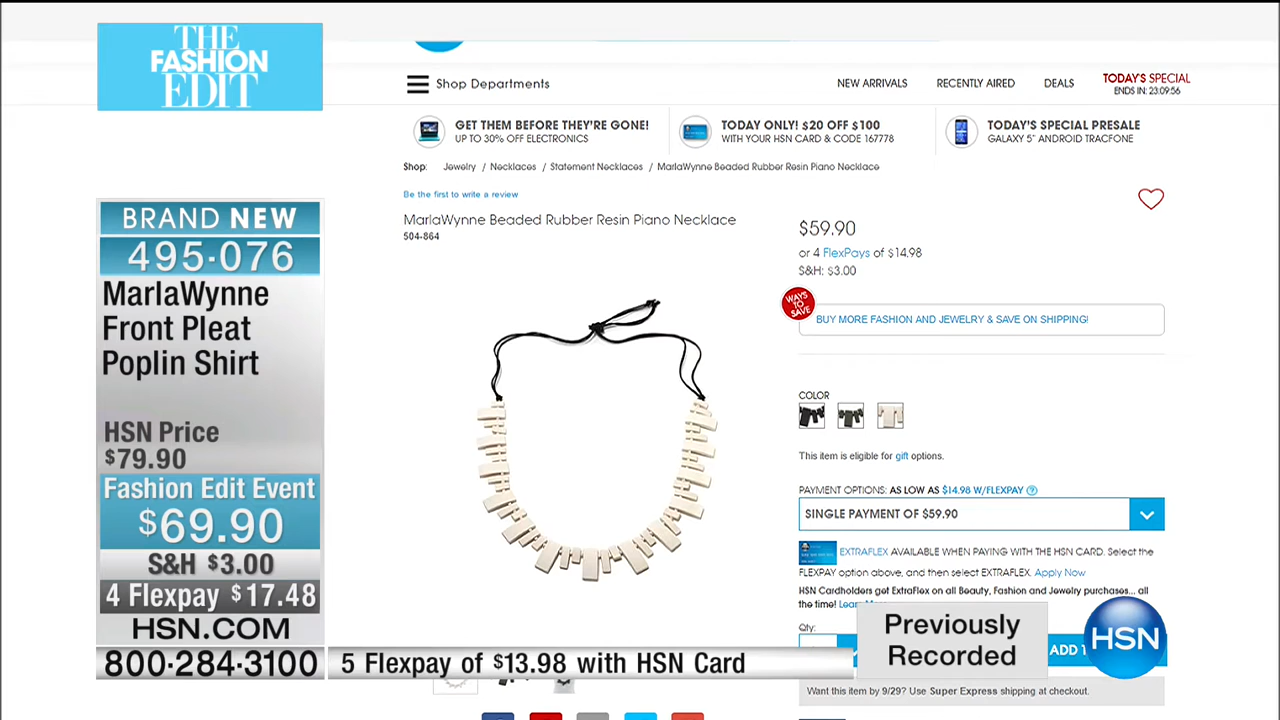 THE
FASHION
EDIT
Shop Departments
NEW ARRIVALS
RECENTLY AIRED
DEALS
TODAY'S SPECIAL
ENDS IN: 23:09:56
GET THEM BEFORE THEY'RE GONE!
UP TO 30% OFF ELECTRONICS
TODAY ONLY! $20 OFF $100
WITH YOUR HSN CARD & CODE 167778
TODAY'S SPECIAL PRESALE
GALAXY 5" ANDROID TRACFONE
Shop: Jewelry / Necklaces / Statement Necklaces / MarlaWynne Beaded Rubber Resin Piano Necklace
Be the first to write a review
MarlaWynne Beaded Rubber Resin Piano Necklace
504-864
$59.90
or 4 FlexPays of $14.98
S&H: $3.00
WAYS
TO
SAVE
BUY MORE FASHION AND JEWELRY & SAVE ON SHIPPING!
COLOR
This item is eligible for gift options.
PAYMENT OPTIONS: AS LOW AS $14.98 W/FLEXPAY ?
SINGLE PAYMENT OF $59.90
EXTRAFLEX AVAILABLE WHEN PAYING WITH THE HSN CARD. Select the
FLEXPAY option above, and then select EXTRAFLEX. Apply Now
HSN Cardholders get ExtraFlex on all Beauty, Fashion and Jewelry purchases... all
the time!
Qty:
ADD
Want this item by 9/29? Use Super Express shipping at checkout.
BRAND NEW
495-076
MarlaWynne
Front Pleat
Poplin Shirt
HSN Price
$79.90
Fashion Edit Event
$69.90
S&H $3.00
4 Flexpay $17.48
HSN.COM
800-284-3100
5 Flexpay of $13.98 with HSN Card
Previously
Recorded
HSN